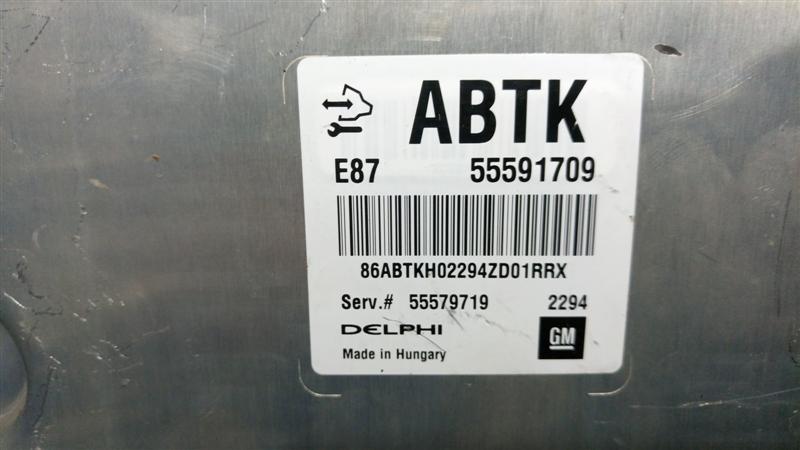 ABTK
E87 55591709
86ABTKH02294ZD01RRX
Serv.# 55579719 2294
DELPHI GM
Made in Hungary